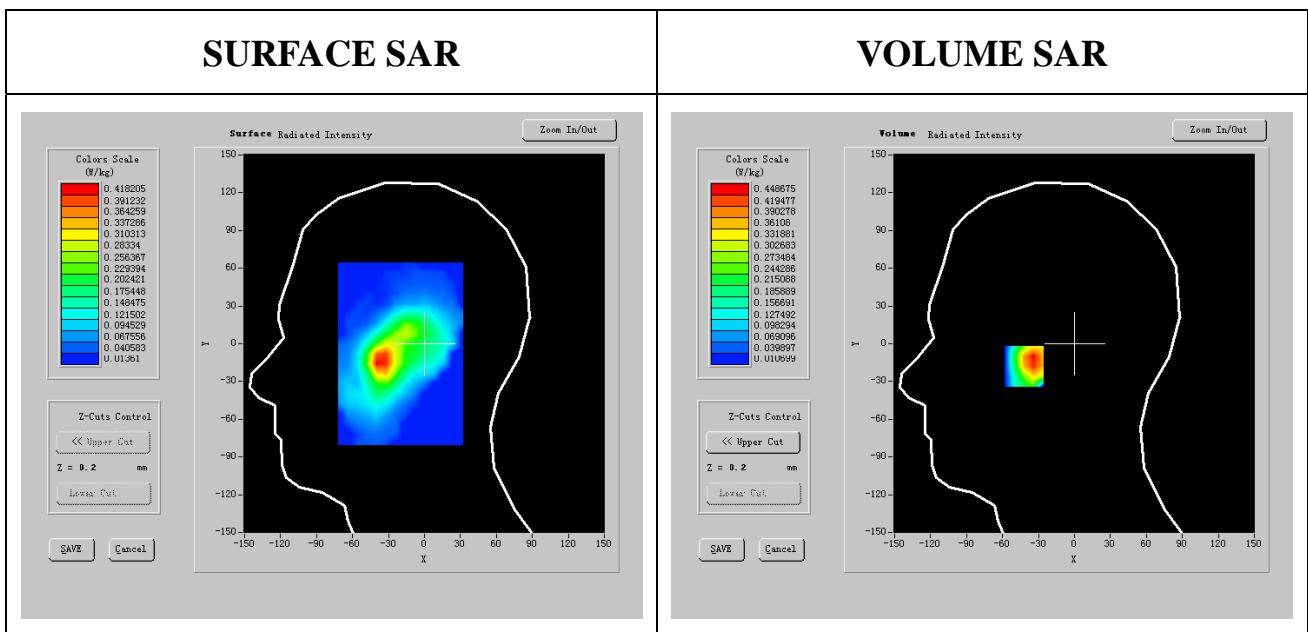 SURFACE SAR
VOLUME SAR
Surface Radiated Intensity
Zoom In/Out
Colors Scale
(W/kg)
0.418205
0.391232
0.364259
0.337286
0.310313
0.28334
0.256367
0.229394
0.202421
0.175448
0.148475
0.121502
0.094529
0.067556
0.040583
0.01361
Z-Cuts Control
<< Upper Cut
Z = 0.2 mm
Lower Cut
SAVE
Cancel
150
120
90
60
30
0
-30
-60
-90
-120
-150
Y
-150 -120 -90 -60 -30 0 30 60 90 120 150
X
Volume Radiated Intensity
Zoom In/Out
Colors Scale
(W/kg)
0.448675
0.419477
0.390278
0.36108
0.331881
0.302683
0.273484
0.244286
0.215088
0.185889
0.156691
0.127492
0.098294
0.069096
0.039897
0.010699
Z-Cuts Control
<< Upper Cut
Z = 0.2 mm
Lower Cut
SAVE
Cancel
150
120
90
60
30
0
-30
-60
-90
-120
-150
Y
-150 -120 -90 -60 -30 0 30 60 90 120 150
X